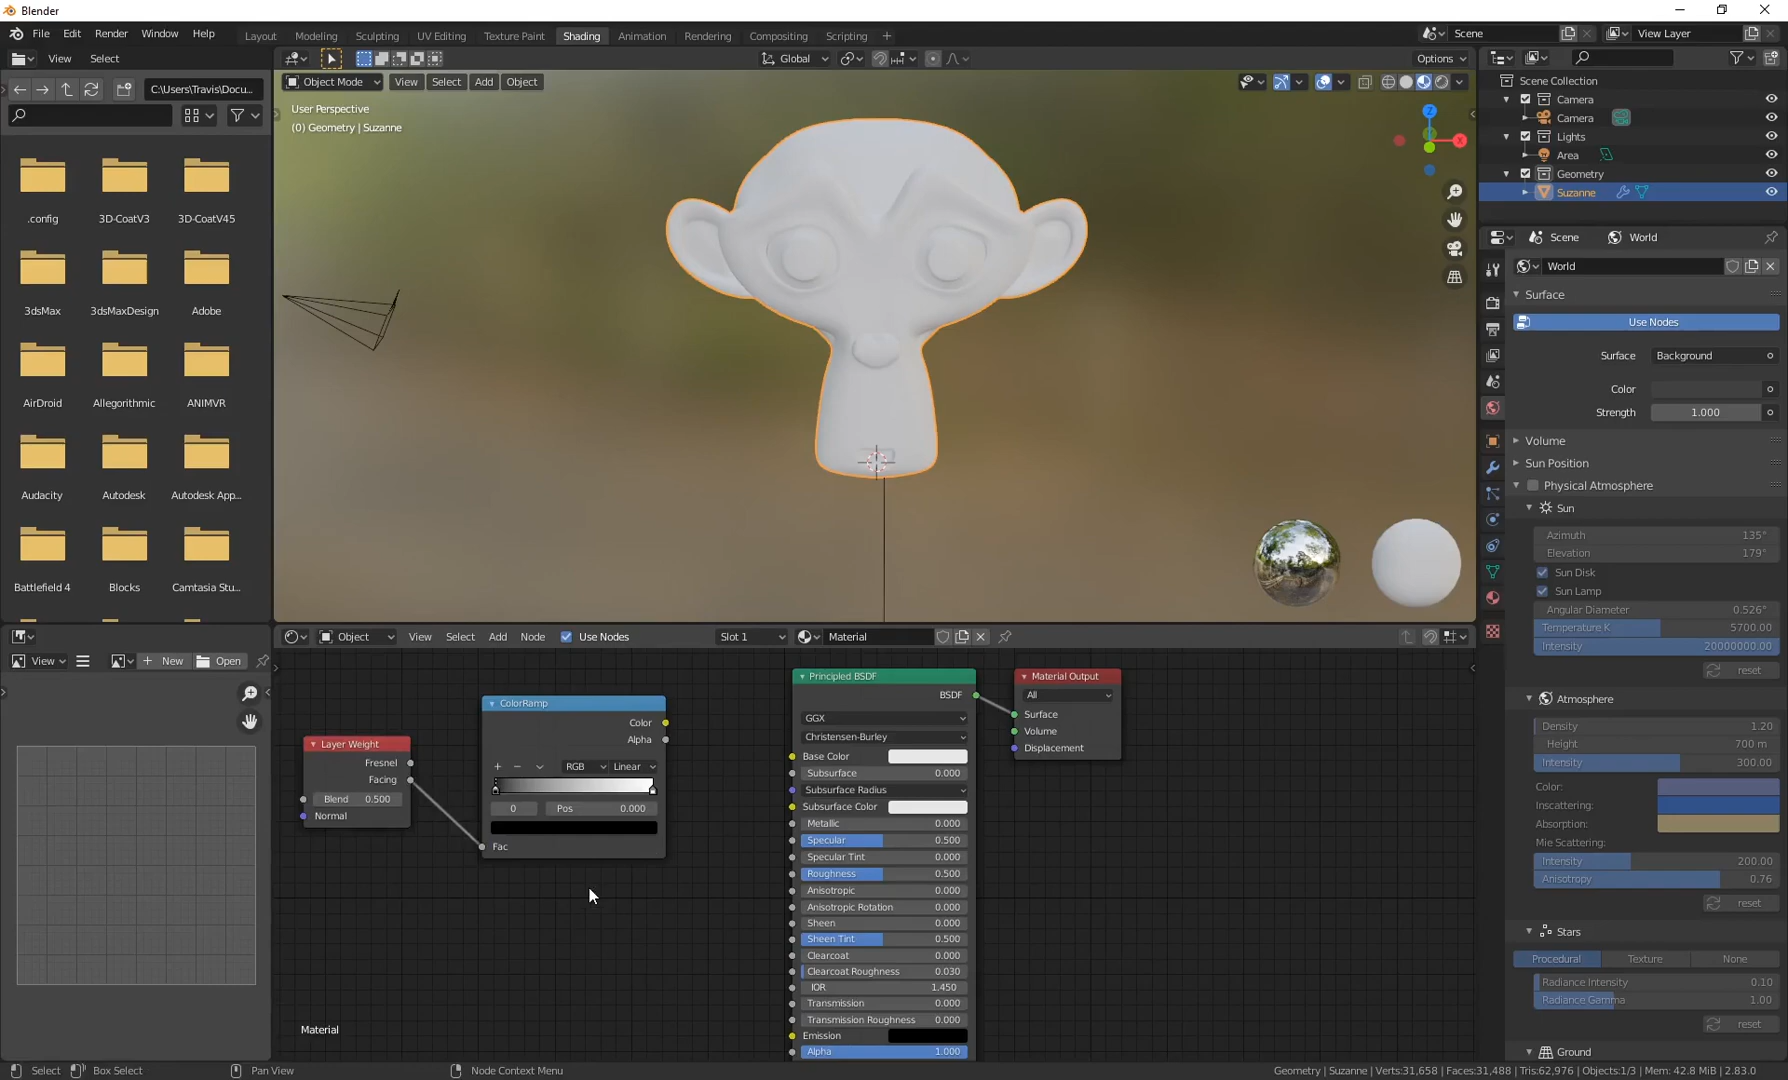 Blender
File Edit Render Window Help
Layout Modeling Sculpting UV Editing Texture Paint Shading Animation Rendering Compositing Scripting +
Scene
View Layer
View Select
Global
Options
C:\Users\Travis\Docu...
Object Mode View Select Add Object
User Perspective
(0) Geometry | Suzanne
Z
X
.config 3D-CoatV3 3D-CoatV45
3dsMax 3dsMaxDesign Adobe
AirDroid Allegorithmic ANIMVR
Audacity Autodesk Autodesk App...
Battlefield 4 Blocks Camtasia Stu...
Scene Collection
Camera
Camera
Lights
Area
Geometry
Suzanne
Scene World
World
Surface
Use Nodes
Surface Background
Color
Strength 1.000
Volume
Sun Position
Physical Atmosphere
Sun
Azimuth 135°
Elevation 179°
Sun Disk
Sun Lamp
Angular Diameter 0.526°
Temperature K 5700.00
Intensity 20000000.00
reset
Atmosphere
Density 1.20
Height 700 m
Intensity 300.00
Color:
Inscattering:
Absorption:
Mie Scattering:
Intensity 200.00
Anisotropy 0.76
reset
Stars
Procedural Texture None
Radiance Intensity 0.10
Radiance Gamma 1.00
reset
Ground
View + New Open
Object View Select Add Node Use Nodes Slot 1 Material
Layer Weight
Fresnel
Facing
Blend 0.500
Normal
ColorRamp
Color
Alpha
+ − RGB Linear
0 Pos 0.000
Fac
Principled BSDF
BSDF
GGX
Christensen-Burley
Base Color
Subsurface 0.000
Subsurface Radius
Subsurface Color
Metallic 0.000
Specular 0.500
Specular Tint 0.000
Roughness 0.500
Anisotropic 0.000
Anisotropic Rotation 0.000
Sheen 0.000
Sheen Tint 0.500
Clearcoat 0.000
Clearcoat Roughness 0.030
IOR 1.450
Transmission 0.000
Transmission Roughness 0.000
Emission
Alpha 1.000
Material Output
All
Surface
Volume
Displacement
Material
Select Box Select Pan View Node Context Menu
Geometry | Suzanne | Verts:31,658 | Faces:31,488 | Tris:62,976 | Objects:1/3 | Mem: 42.8 MiB | 2.83.0